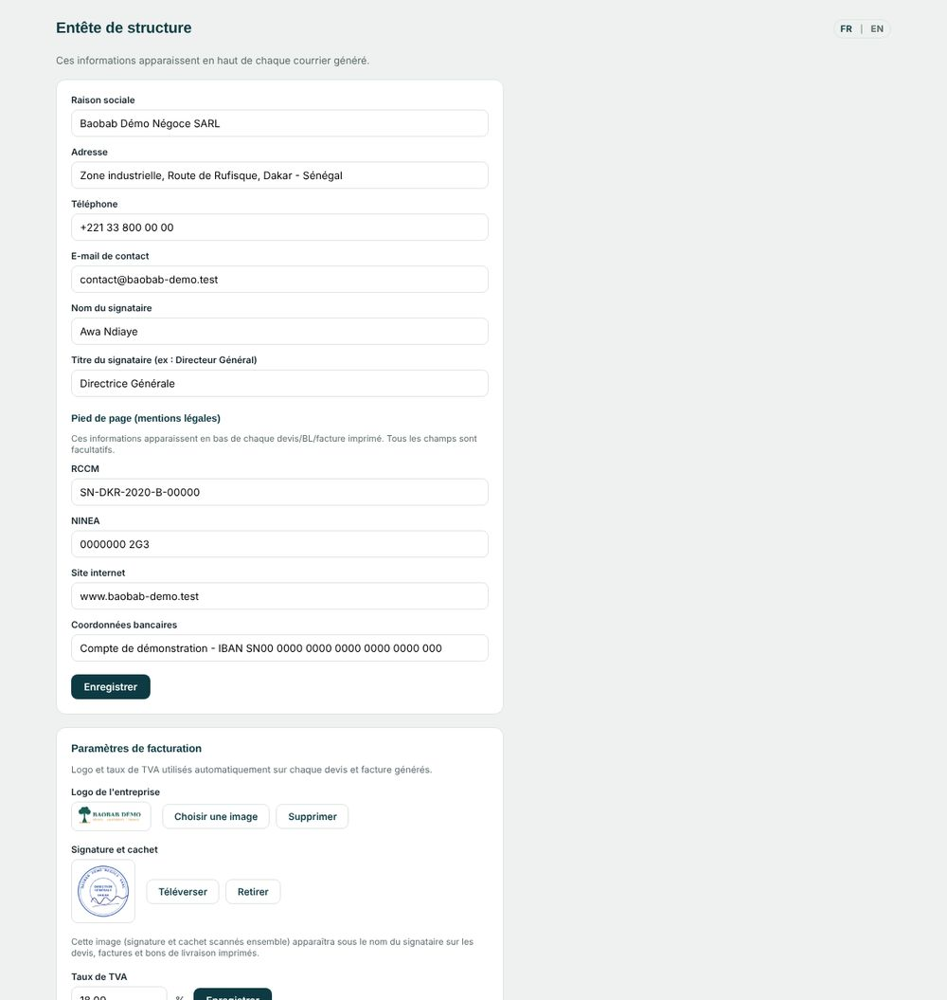 Entête de structure
FR | EN
Ces informations apparaissent en haut de chaque courrier généré.
Raison sociale
Baobab Démo Négoce SARL
Adresse
Zone industrielle, Route de Rufisque, Dakar - Sénégal
Téléphone
+221 33 800 00 00
E-mail de contact
contact@baobab-demo.test
Nom du signataire
Awa Ndiaye
Titre du signataire (ex : Directeur Général)
Directrice Générale
Pied de page (mentions légales)
Ces informations apparaissent en bas de chaque devis/BL/facture imprimé. Tous les champs sont
facultatifs.
RCCM
SN-DKR-2020-B-00000
NINEA
0000000 2G3
Site internet
www.baobab-demo.test
Coordonnées bancaires
Compte de démonstration - IBAN SN00 0000 0000 0000 0000 0000 000
Enregistrer
Paramètres de facturation
Logo et taux de TVA utilisés automatiquement sur chaque devis et facture générés.
Logo de l'entreprise
BAOBAB DÉMO
Choisir une image
Supprimer
Signature et cachet
DIRECTION
GÉNÉRALE
Téléverser
Retirer
Cette image (signature et cachet scannés ensemble) apparaîtra sous le nom du signataire sur les
devis, factures et bons de livraison imprimés.
Taux de TVA
18.00 % Enregistrer